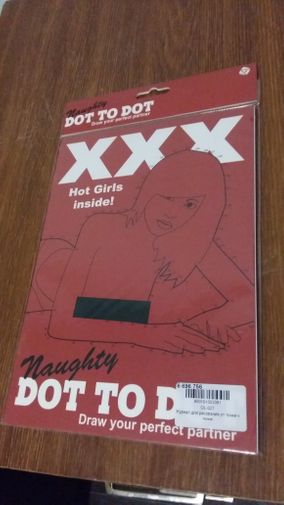 Naughty
DOT TO DOT
Draw your perfect partner
XXX
Hot Girls
inside!
Naughty
DOT TO D
Draw your perfect partner